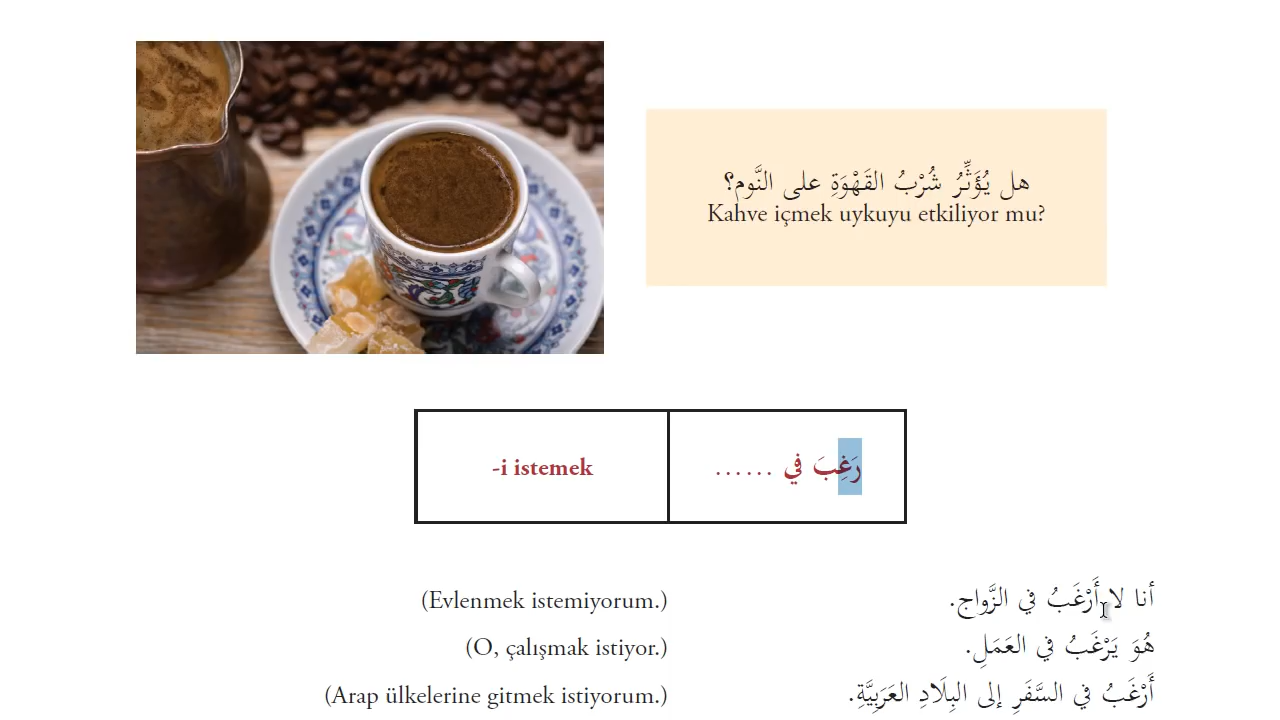 هل يُؤَثِّرُ شُرْبُ القَهْوَةِ على النَّوم؟
Kahve içmek uykuyu etkiliyor mu?
-i istemek
رَغِبَ في ......
(Evlenmek istemiyorum.)
أنا لا أَرْغَبُ في الزَّواج.
(O, çalışmak istiyor.)
هُوَ يَرْغَبُ في العَمَلِ.
(Arap ülkelerine gitmek istiyorum.)
أَرْغَبُ في السَّفَرِ إلى البِلَادِ العَرَبِيَّةِ.